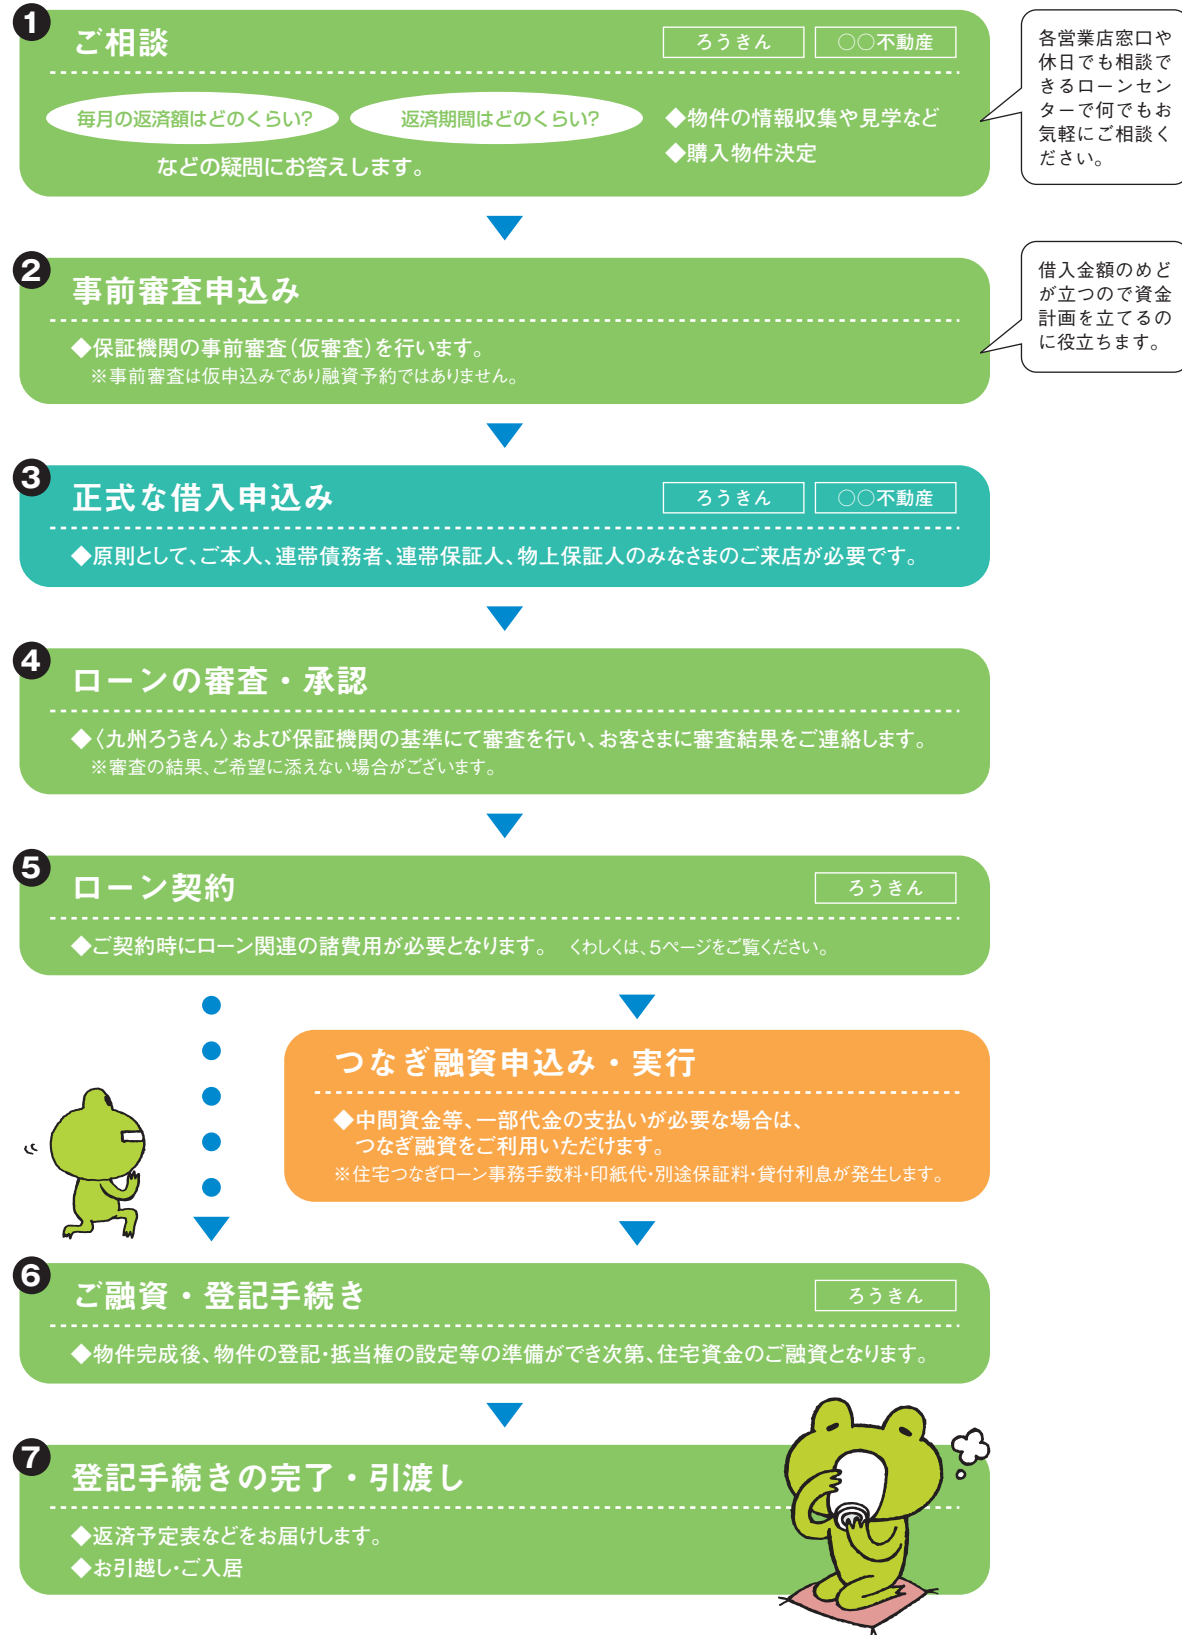 1
ご相談
ろうきん
○○不動産
毎月の返済額はどのくらい?
返済期間はどのくらい?
などの疑問にお答えします。
◆物件の情報収集や見学など
◆購入物件決定
各営業店窓口や
休日でも相談で
きるローンセン
ターで何でもお
気軽にご相談く
ださい。
2
事前審査申込み
◆保証機関の事前審査(仮審査)を行います。
※事前審査は仮申込みであり融資予約ではありません。
借入金額のめど
が立つので資金
計画を立てるの
に役立ちます。
3
正式な借入申込み
ろうきん
○○不動産
◆原則として、ご本人、連帯債務者、連帯保証人、物上保証人のみなさまのご来店が必要です。
4
ローンの審査・承認
◆〈九州ろうきん〉および保証機関の基準にて審査を行い、お客さまに審査結果をご連絡します。
※審査の結果、ご希望に添えない場合がございます。
5
ローン契約
ろうきん
◆ご契約時にローン関連の諸費用が必要となります。 くわしくは、5ページをご覧ください。
つなぎ融資申込み・実行
◆中間資金等、一部代金の支払いが必要な場合は、
つなぎ融資をご利用いただけます。
※住宅つなぎローン事務手数料・印紙代・別途保証料・貸付利息が発生します。
6
ご融資・登記手続き
ろうきん
◆物件完成後、物件の登記・抵当権の設定等の準備ができ次第、住宅資金のご融資となります。
7
登記手続きの完了・引渡し
◆返済予定表などをお届けします。
◆お引越し・ご入居